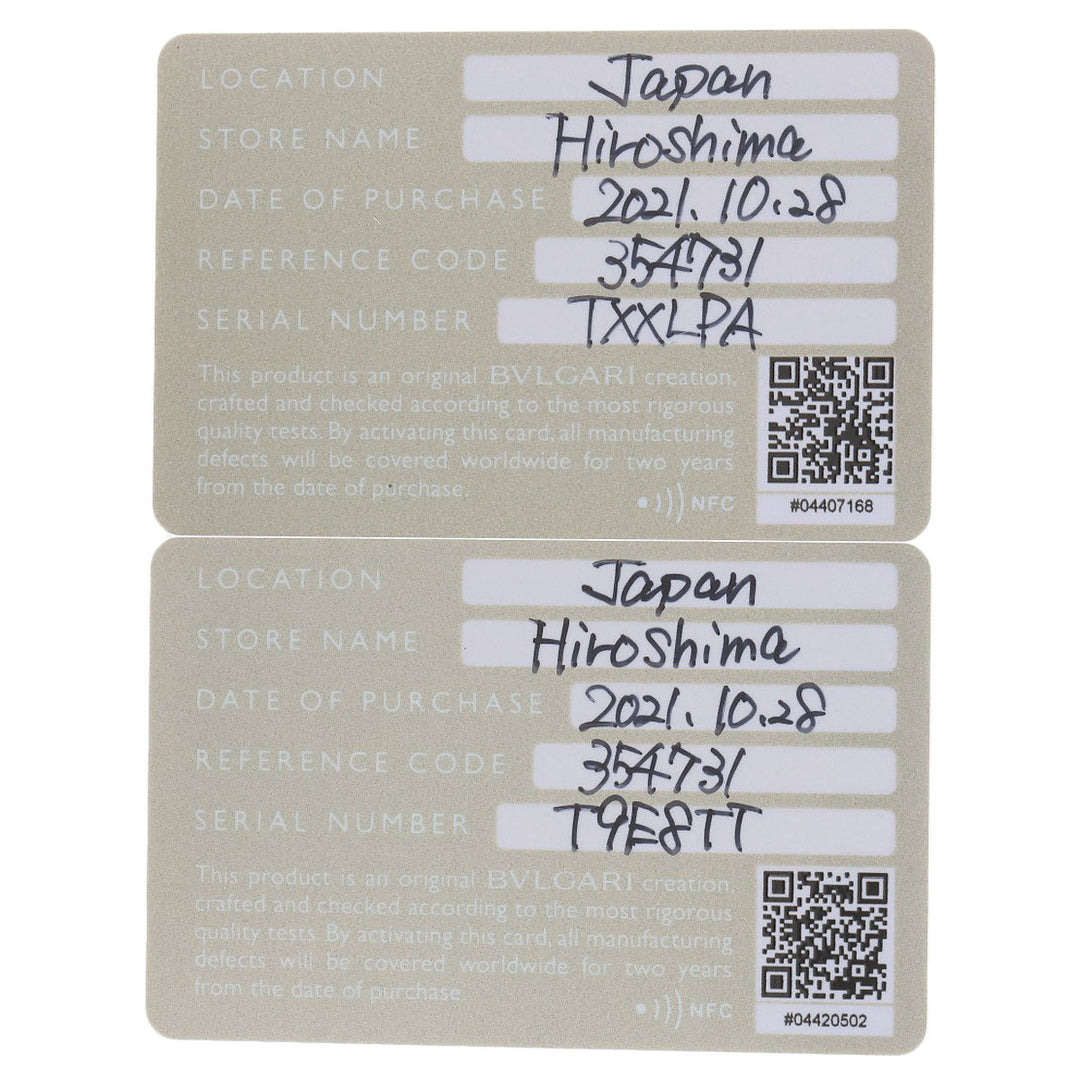 LOCATION Japan
STORE NAME Hiroshima
DATE OF PURCHASE 2021.10.28
REFERENCE CODE 354731
SERIAL NUMBER TXXLPA
This product is an original BVLGARI creation,
crafted and checked according to the most rigorous
quality tests. By activating this card, all manufacturing
defects will be covered worldwide for two years
from the date of purchase.
NFC
#04407168
LOCATION Japan
STORE NAME Hiroshima
DATE OF PURCHASE 2021.10.28
REFERENCE CODE 354731
SERIAL NUMBER T9E8TT
This product is an original BVLGARI creation,
crafted and checked according to the most rigorous
quality tests. By activating this card, all manufacturing
defects will be covered worldwide for two years
from the date of purchase.
NFC
#04420502